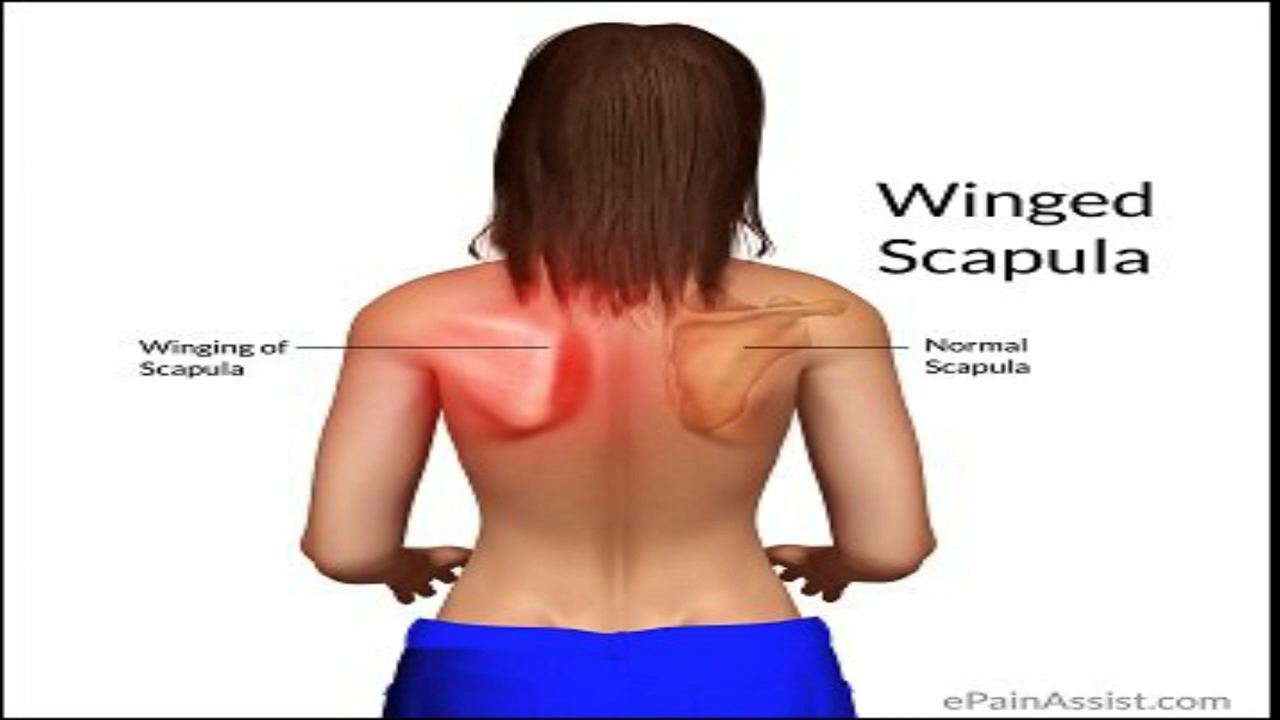 Winged
Scapula
Winging of
Scapula
Normal
Scapula
ePainAssist.com